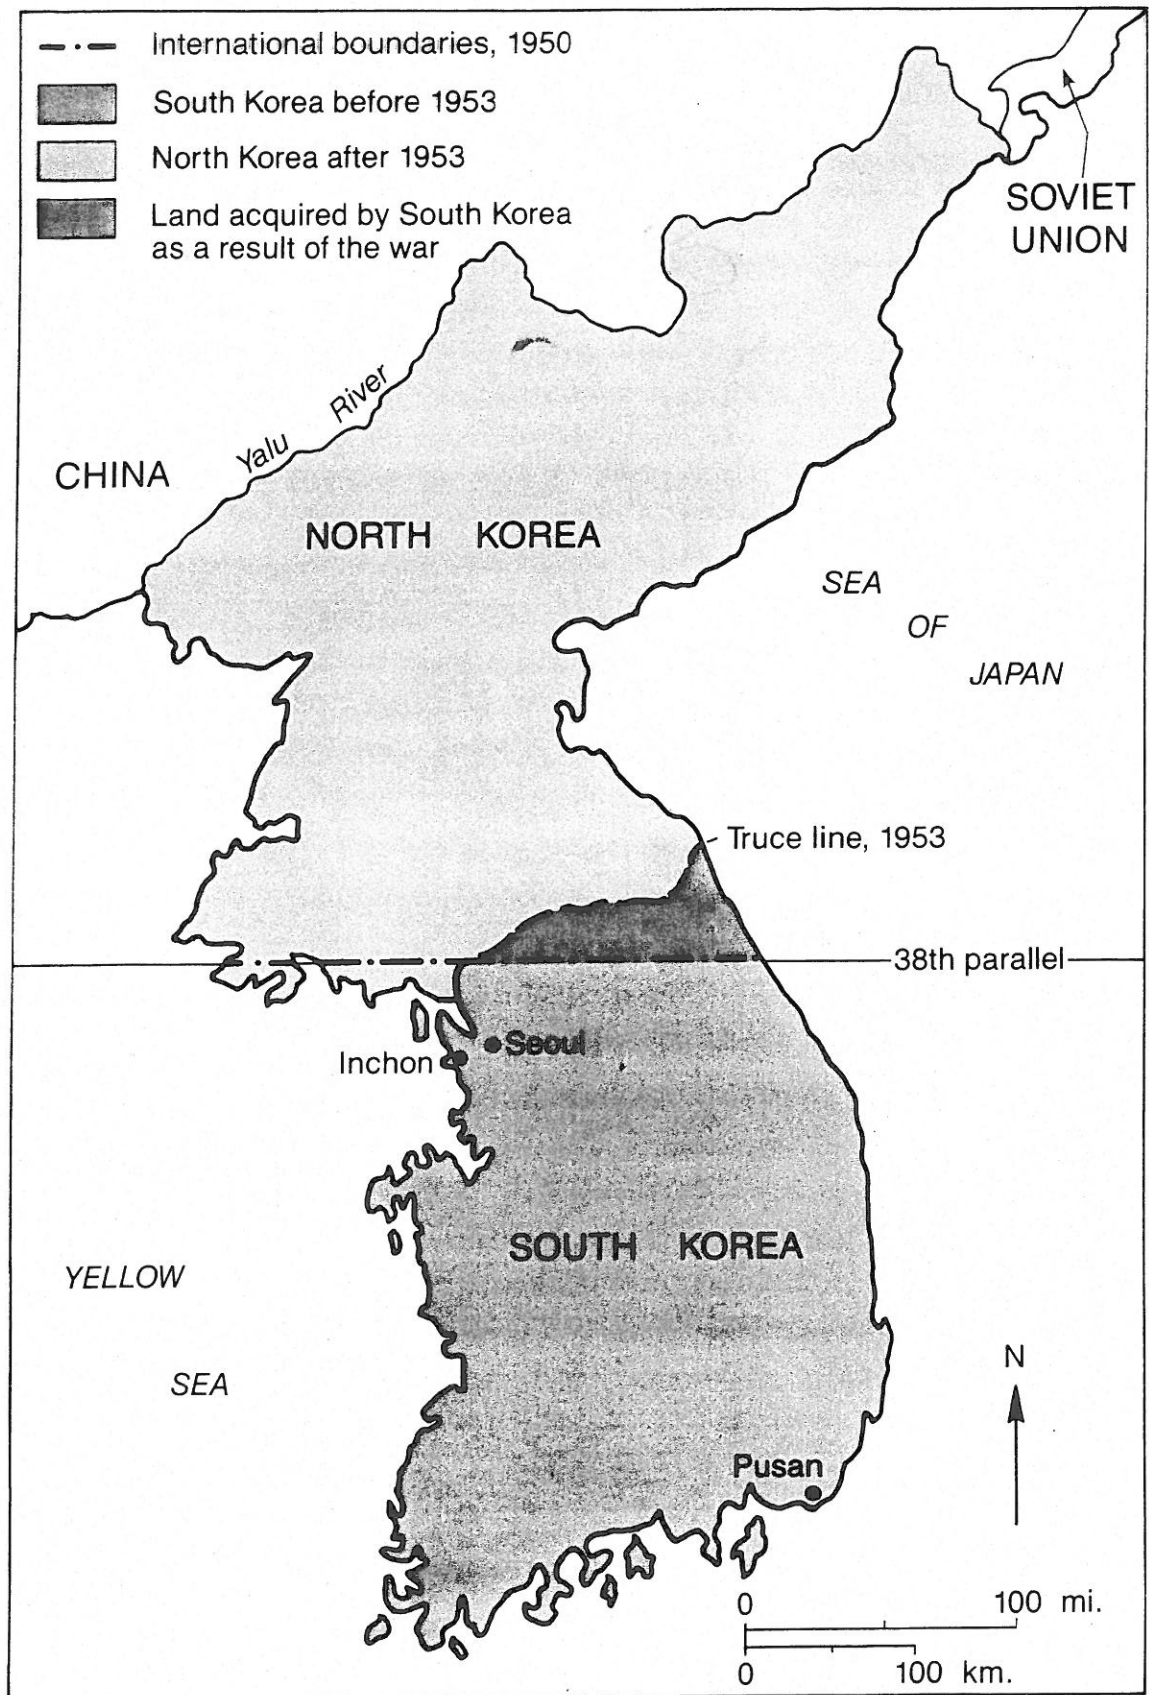 International boundaries, 1950
South Korea before 1953
North Korea after 1953
Land acquired by South Korea
as a result of the war
SOVIET
UNION
Yalu River
CHINA
NORTH KOREA
SEA
OF
JAPAN
Truce line, 1953
38th parallel
Seoul
Inchon
SOUTH KOREA
YELLOW
SEA
N
Pusan
0 100 mi.
0 100 km.